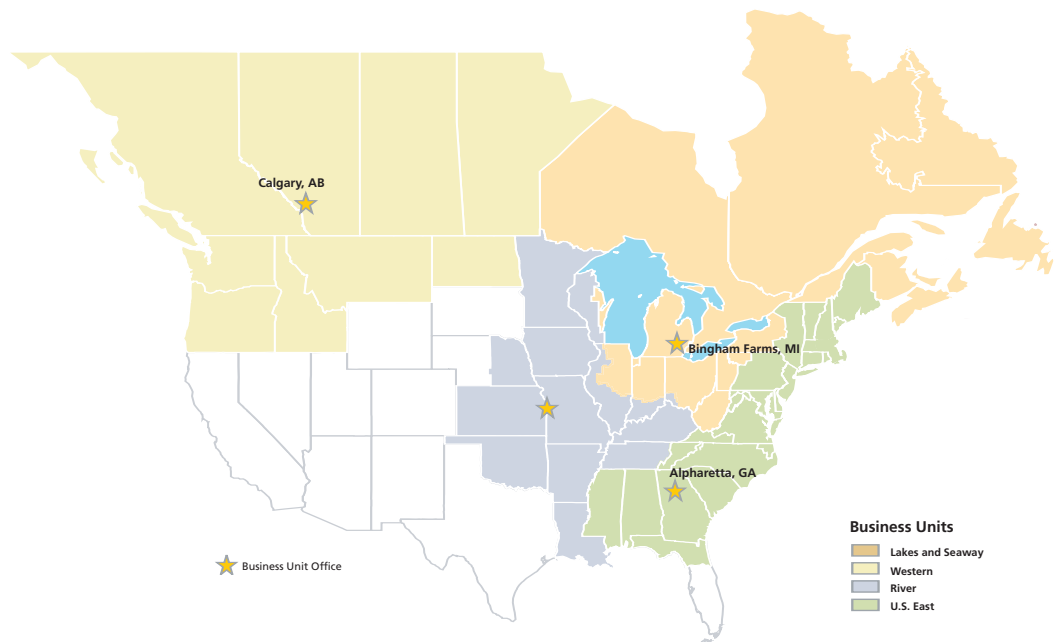 Calgary, AB
Bingham Farms, MI
Alpharetta, GA
Business Unit Office
Business Units
Lakes and Seaway
Western
River
U.S. East